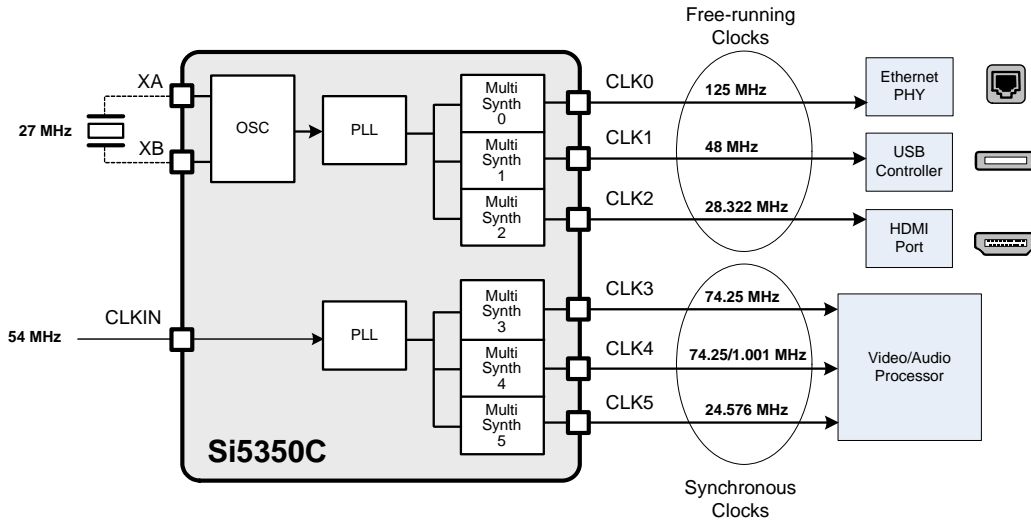 Free-running
Clocks
XA
27 MHz
XB
OSC
PLL
Multi
Synth
0
Multi
Synth
1
Multi
Synth
2
CLK0
125 MHz
CLK1
48 MHz
CLK2
28.322 MHz
Ethernet
PHY
USB
Controller
HDMI
Port
CLKIN
54 MHz
PLL
Multi
Synth
3
Multi
Synth
4
Multi
Synth
5
CLK3
74.25 MHz
CLK4
74.25/1.001 MHz
CLK5
24.576 MHz
Video/Audio
Processor
Si5350C
Synchronous
Clocks